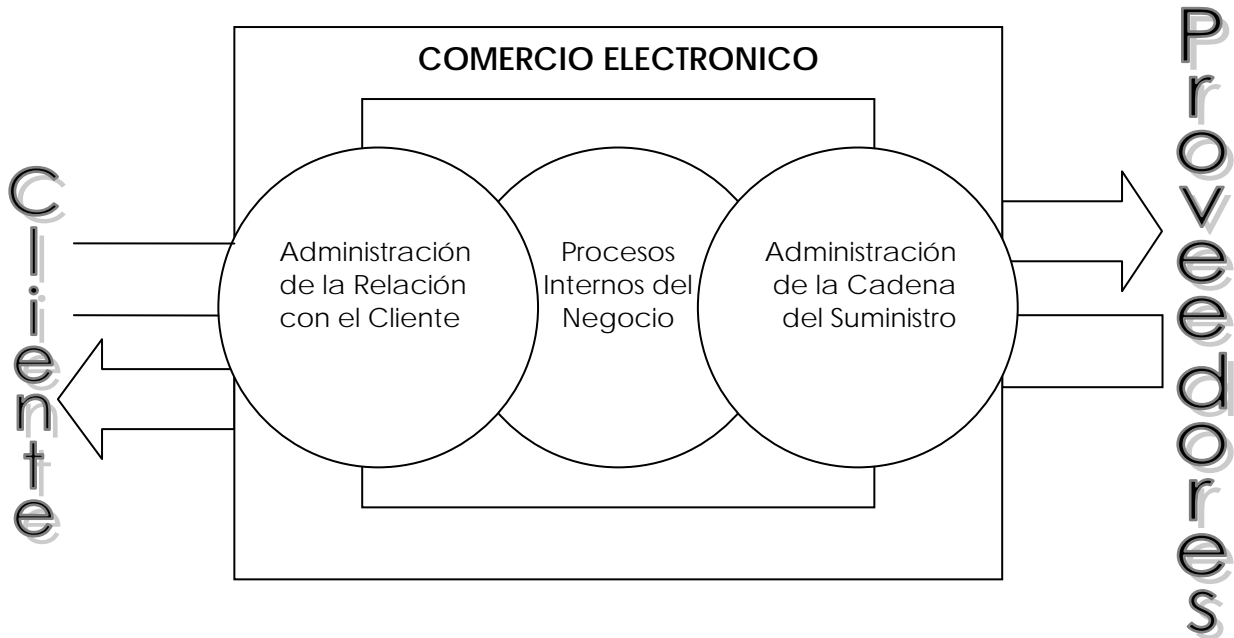 COMERCIO ELECTRONICO
Cliente
Administración
de la Relación
con el Cliente
Procesos
Internos del
Negocio
Administración
de la Cadena
del Suministro
Proveedores